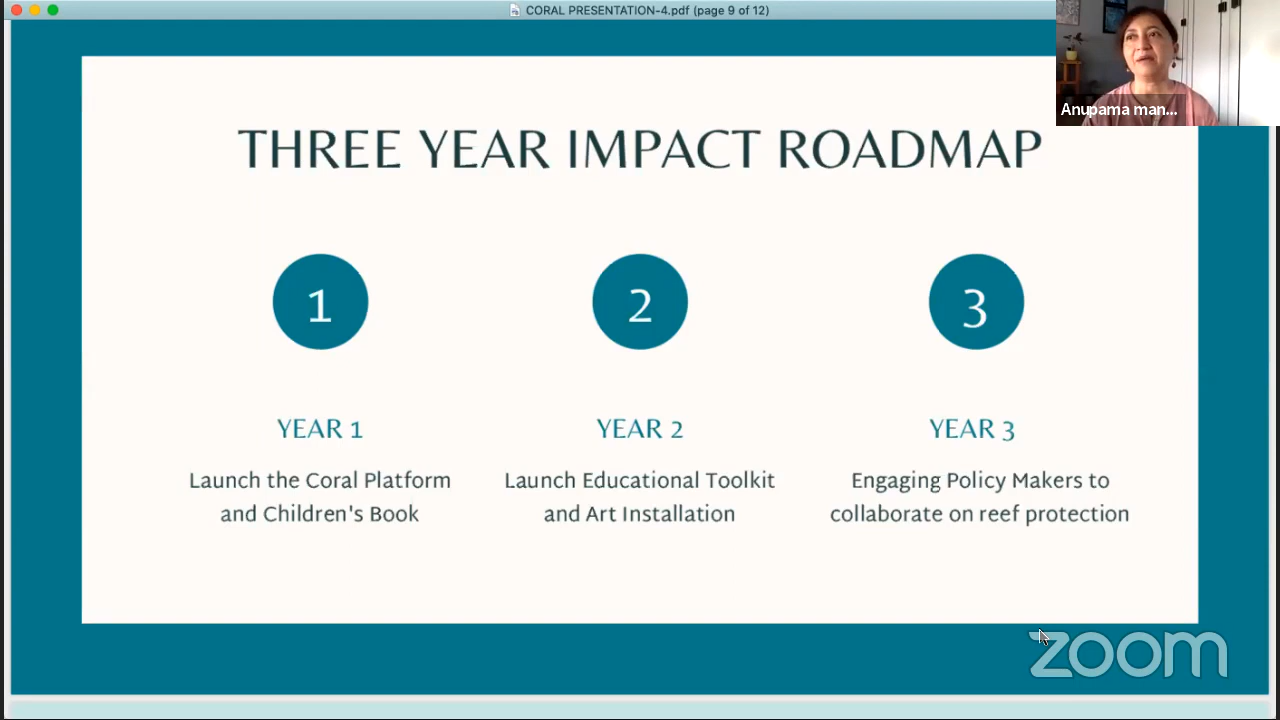 CORAL PRESENTATION-4.pdf (page 9 of 12)
Anupama man...
THREE YEAR IMPACT ROADMAP
1
2
3
YEAR 1
YEAR 2
YEAR 3
Launch the Coral Platform
and Children's Book
Launch Educational Toolkit
and Art Installation
Engaging Policy Makers to
collaborate on reef protection
zoom